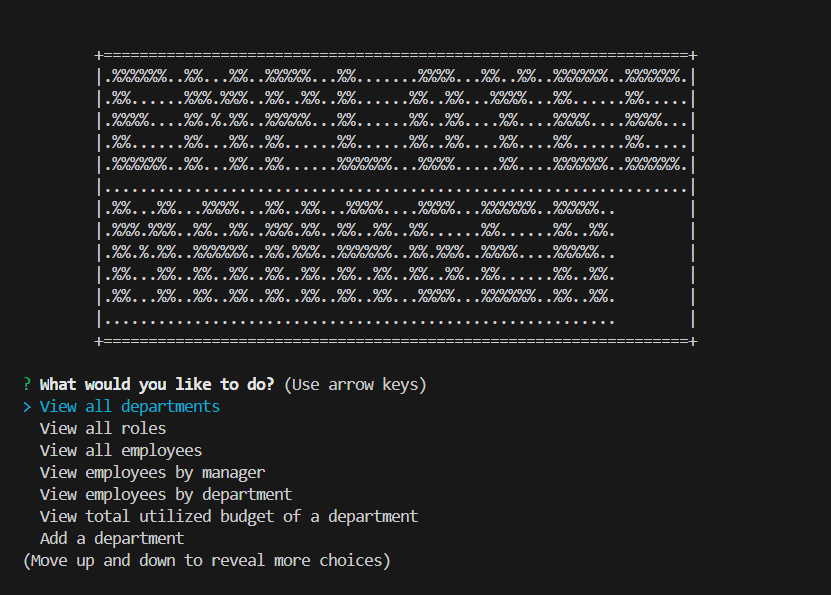 EMPLOYEE
MANAGER
? What would you like to do? (Use arrow keys)
> View all departments
View all roles
View all employees
View employees by manager
View employees by department
View total utilized budget of a department
Add a department
(Move up and down to reveal more choices)